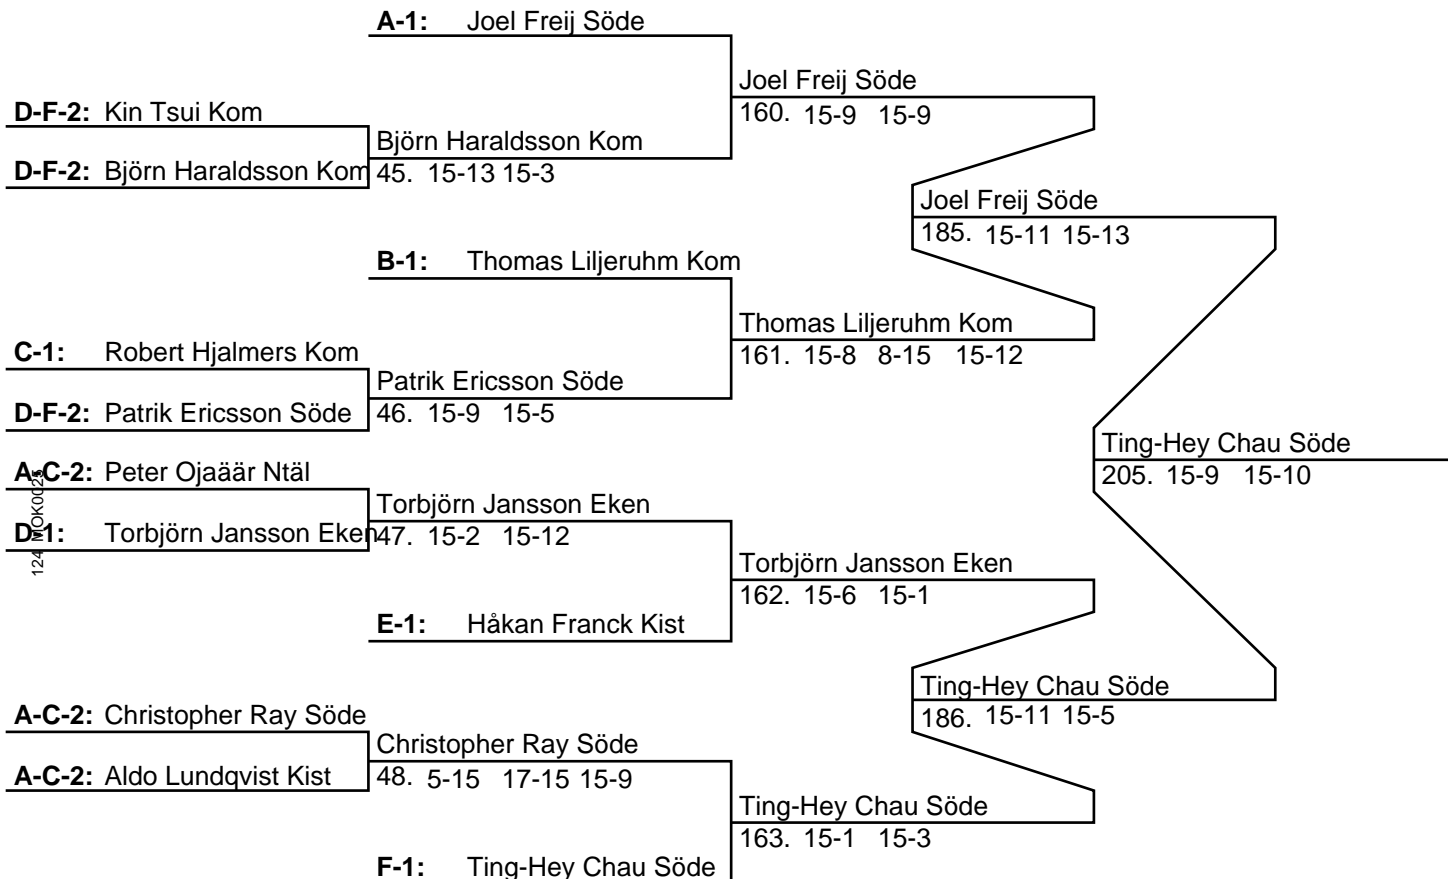 A-1: Joel Freij Söde
Joel Freij Söde
160. 15-9 15-9
D-F-2: Kin Tsui Kom
Björn Haraldsson Kom
D-F-2: Björn Haraldsson Kom
45. 15-13 15-3
Joel Freij Söde
185. 15-11 15-13
B-1: Thomas Liljeruhm Kom
Thomas Liljeruhm Kom
161. 15-8 8-15 15-12
C-1: Robert Hjalmers Kom
Patrik Ericsson Söde
D-F-2: Patrik Ericsson Söde
46. 15-9 15-5
Ting-Hey Chau Söde
205. 15-9 15-10
A-C-2: Peter Ojaäär Ntäl
Torbjörn Jansson Eken
D-1: Torbjörn Jansson Eken
47. 15-2 15-12
124 MOK0025
Torbjörn Jansson Eken
162. 15-6 15-1
E-1: Håkan Franck Kist
Ting-Hey Chau Söde
186. 15-11 15-5
A-C-2: Christopher Ray Söde
Christopher Ray Söde
A-C-2: Aldo Lundqvist Kist
48. 5-15 17-15 15-9
Ting-Hey Chau Söde
163. 15-1 15-3
F-1: Ting-Hey Chau Söde